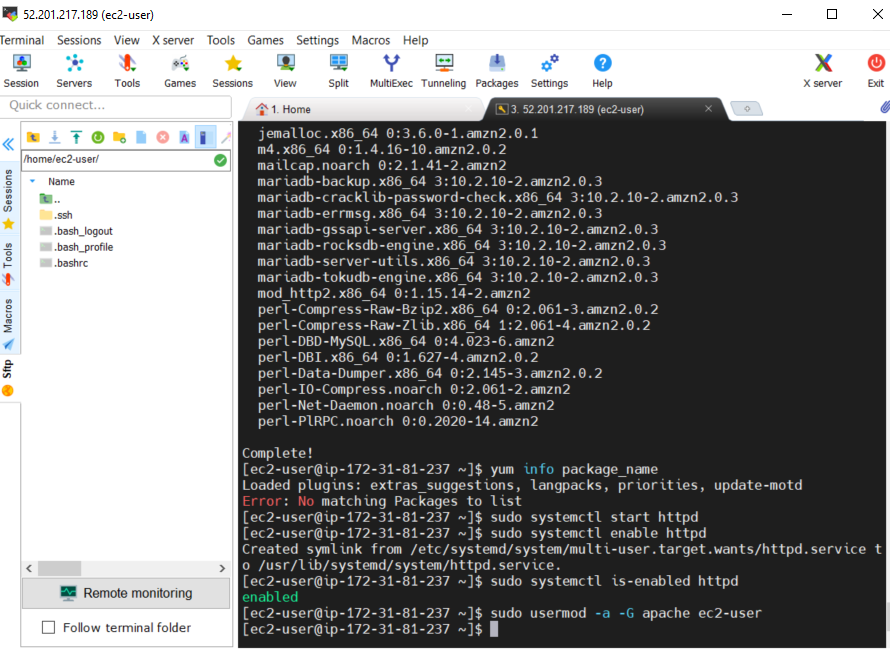 52.201.217.189 (ec2-user)
Terminal Sessions View X server Tools Games Settings Macros Help
Session Servers Tools Games Sessions View Split MultiExec Tunneling Packages Settings Help X server Exit
Quick connect...
1. Home
3. 52.201.217.189 (ec2-user)
Sessions
Tools
Macros
Sftp
/home/ec2-user/
Name
..
.ssh
.bash_logout
.bash_profile
.bashrc
Remote monitoring
Follow terminal folder
jemalloc.x86_64 0:3.6.0-1.amzn2.0.1
m4.x86_64 0:1.4.16-10.amzn2.0.2
mailcap.noarch 0:2.1.41-2.amzn2
mariadb-backup.x86_64 3:10.2.10-2.amzn2.0.3
mariadb-cracklib-password-check.x86_64 3:10.2.10-2.amzn2.0.3
mariadb-errmsg.x86_64 3:10.2.10-2.amzn2.0.3
mariadb-gssapi-server.x86_64 3:10.2.10-2.amzn2.0.3
mariadb-rocksdb-engine.x86_64 3:10.2.10-2.amzn2.0.3
mariadb-server-utils.x86_64 3:10.2.10-2.amzn2.0.3
mariadb-tokudb-engine.x86_64 3:10.2.10-2.amzn2.0.3
mod_http2.x86_64 0:1.15.14-2.amzn2
perl-Compress-Raw-Bzip2.x86_64 0:2.061-3.amzn2.0.2
perl-Compress-Raw-Zlib.x86_64 1:2.061-4.amzn2.0.2
perl-DBD-MySQL.x86_64 0:4.023-6.amzn2
perl-DBI.x86_64 0:1.627-4.amzn2.0.2
perl-Data-Dumper.x86_64 0:2.145-3.amzn2.0.2
perl-IO-Compress.noarch 0:2.061-2.amzn2
perl-Net-Daemon.noarch 0:0.48-5.amzn2
perl-PlRPC.noarch 0:0.2020-14.amzn2
Complete!
[ec2-user@ip-172-31-81-237 ~]$ yum info package_name
Loaded plugins: extras_suggestions, langpacks, priorities, update-motd
Error: No matching Packages to list
[ec2-user@ip-172-31-81-237 ~]$ sudo systemctl start httpd
[ec2-user@ip-172-31-81-237 ~]$ sudo systemctl enable httpd
Created symlink from /etc/systemd/system/multi-user.target.wants/httpd.service t
o /usr/lib/systemd/system/httpd.service.
[ec2-user@ip-172-31-81-237 ~]$ sudo systemctl is-enabled httpd
enabled
[ec2-user@ip-172-31-81-237 ~]$ sudo usermod -a -G apache ec2-user
[ec2-user@ip-172-31-81-237 ~]$